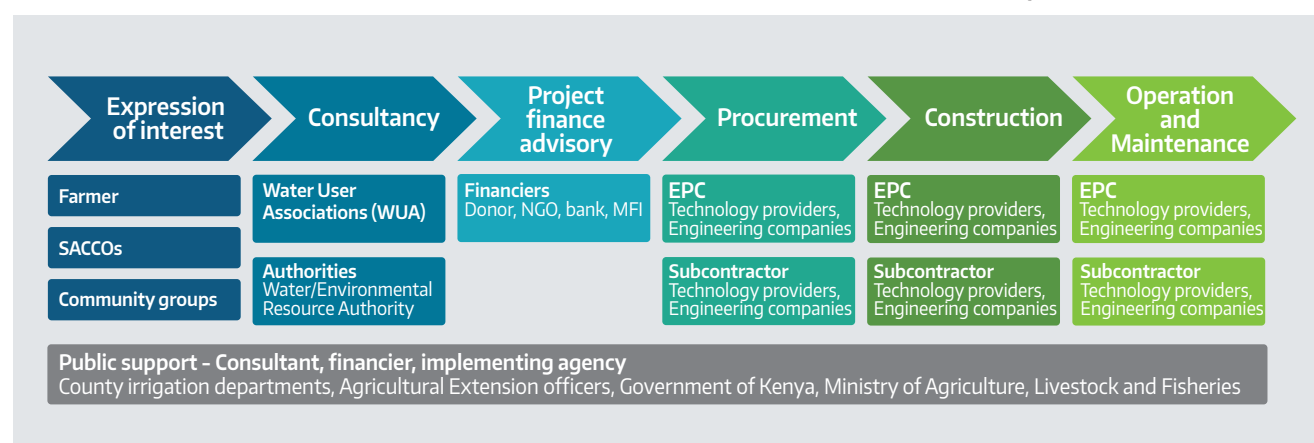 Expression
of interest
Consultancy
Project
finance
advisory
Procurement
Construction
Operation
and
Maintenance
Farmer
SACCOs
Community groups
Water User
Associations (WUA)
Authorities
Water/Environmental
Resource Authority
Financiers
Donor, NGO, bank, MFI
EPC
Technology providers,
Engineering companies
Subcontractor
Technology providers,
Engineering companies
EPC
Technology providers,
Engineering companies
Subcontractor
Technology providers,
Engineering companies
EPC
Technology providers,
Engineering companies
Subcontractor
Technology providers,
Engineering companies
Public support - Consultant, financier, implementing agency
County irrigation departments, Agricultural Extension officers, Government of Kenya, Ministry of Agriculture, Livestock and Fisheries